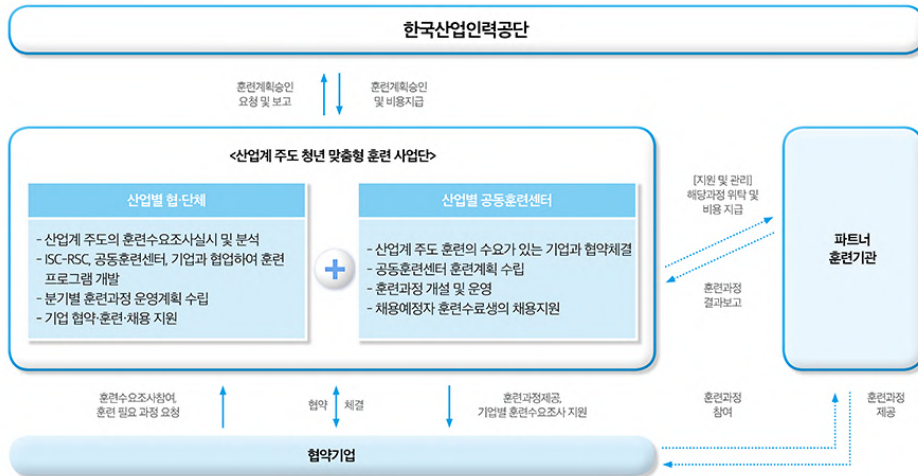 한국산업인력공단
훈련계획승인
요청 및 보고
훈련계획승인
및 비용지급
<산업계 주도 청년 맞춤형 훈련 사업단>
산업별 협·단체
- 산업계 주도의 훈련수요조사실시 및 분석
- ISC-RSC, 공동훈련센터, 기업과 협업하여 훈련
프로그램 개발
- 분기별 훈련과정 운영계획 수립
- 기업 협약·훈련·채용 지원
+
산업별 공동훈련센터
- 산업계 주도 훈련의 수요가 있는 기업과 협약체결
- 공동훈련센터 훈련계획 수립
- 훈련과정 개설 및 운영
- 채용예정자 훈련수료생의 채용지원
[지원 및 관리]
해당과정 위탁 및
비용 지급
훈련과정
결과보고
파트너
훈련기관
훈련수요조사참여,
훈련 필요 과정 요청
협약 체결
훈련과정제공,
기업별 훈련수요조사 지원
훈련과정
참여
훈련과정
제공
협약기업